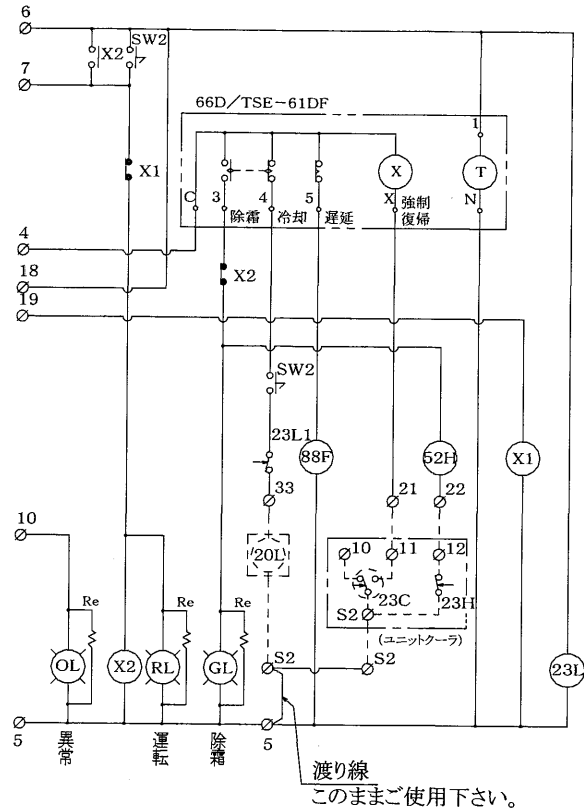 6
X2
SW2
7
66D／TSE－61DF
1
X1
X
T
C
3
除霜
4
冷却
5
遅延
X
強制
復帰
N
4
18
19
X2
SW2
23L1
88F
52H
X1
33
21
22
10
20L
10
11
12
23C
23H
S2
(ユニットクーラ)
Re
Re
Re
OL
X2
RL
GL
S2
S2
23L
5
異常
運転
除霜
5
渡り線
このままご使用下さい。